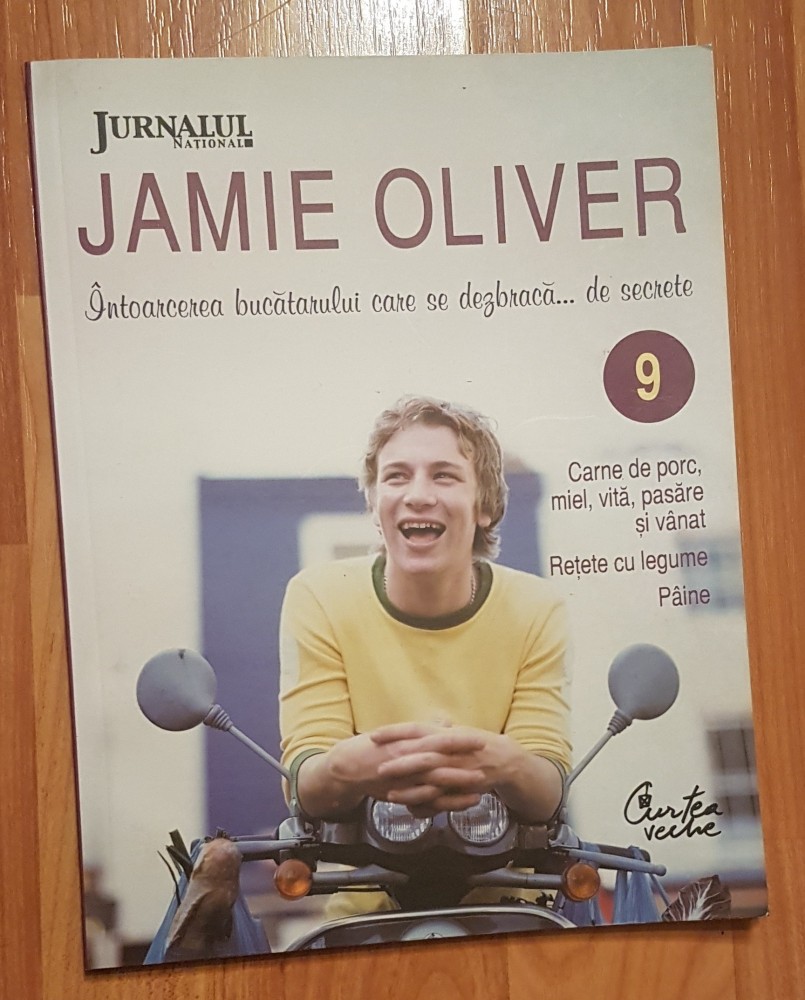 JURNALUL
NAȚIONAL
JAMIE OLIVER
Întoarcerea bucătarului care se dezbracă... de secrete
9
Carne de porc,
miel, vită, pasăre
și vânat
Rețete cu legume
Pâine
Curtea
veche